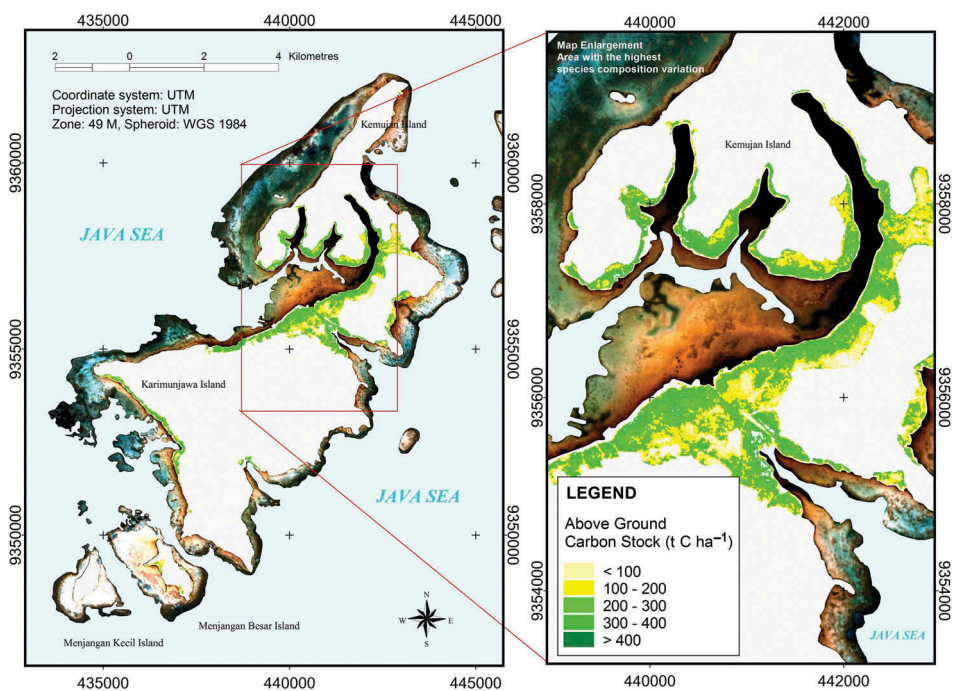 435000 440000 445000
2 0 2 4 Kilometres
Coordinate system: UTM
Projection system: UTM
Zone: 49 M, Spheroid: WGS 1984
Kemujan Island
JAVA SEA
Karimunjawa Island
JAVA SEA
Menjangan Besar Island
Menjangan Kecil Island
N
W E
S
9360000
9355000
9350000
9360000
9355000
9350000
435000 440000 445000
440000 442000
Map Enlargement
Area with the highest
species composition variation
Kemujan Island
LEGEND
Above Ground
Carbon Stock (t C ha⁻¹)
< 100
100 - 200
200 - 300
300 - 400
> 400
JAVA SEA
9358000
9356000
9354000
440000 442000